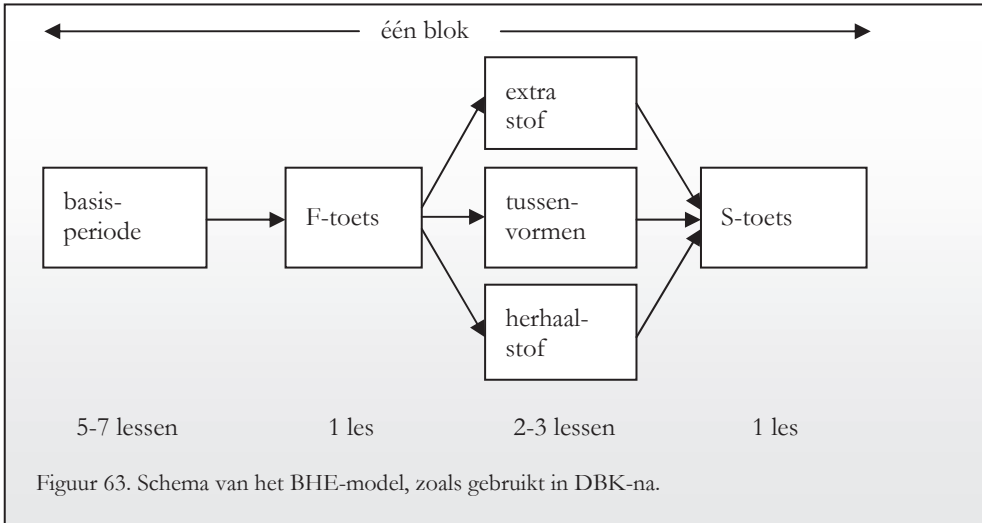 één blok
extra
stof
basis-
periode
F-toets
tussen-
vormen
S-toets
herhaal-
stof
5-7 lessen 1 les 2-3 lessen 1 les
Figuur 63. Schema van het BHE-model, zoals gebruikt in DBK-na.